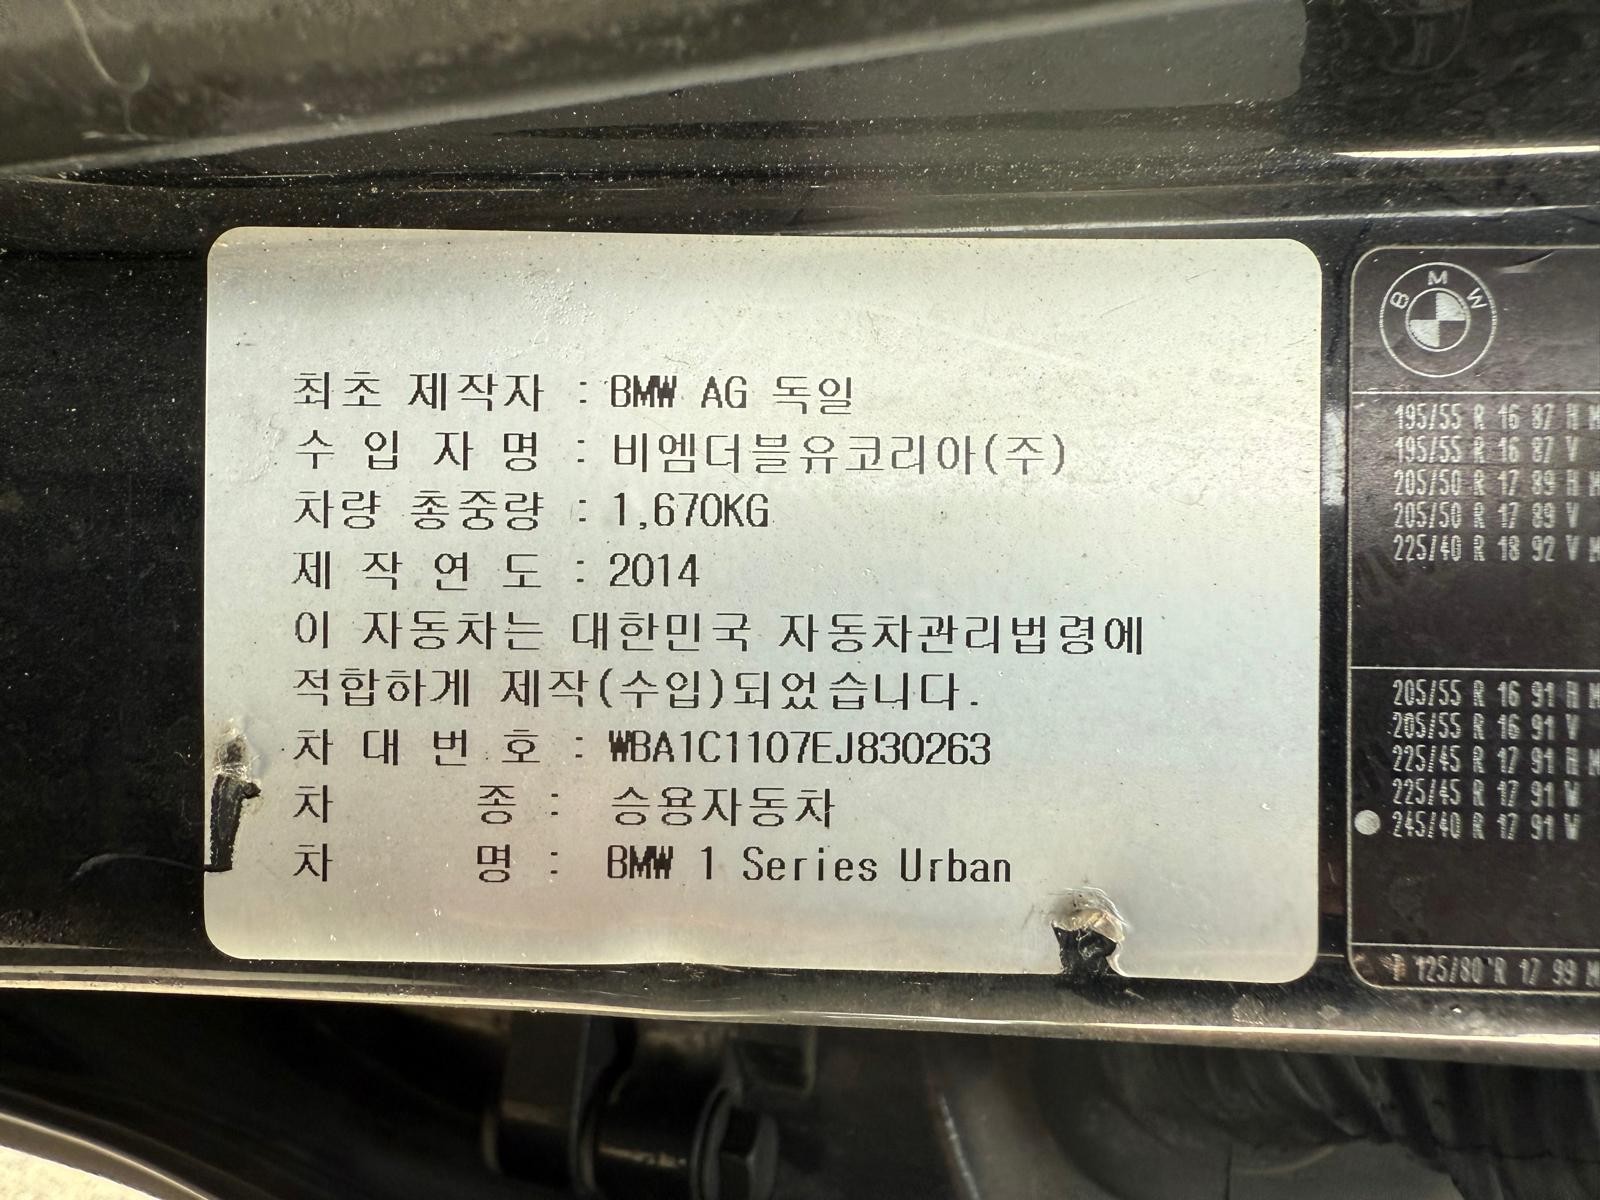 최초 제작자 : BMW AG 독일
수 입 자 명 : 비엠더블유코리아(주)
차량 총중량 : 1,670KG
제 작 연 도 : 2014
이 자동차는 대한민국 자동차관리법령에
적합하게 제작(수입)되었습니다.
차 대 번 호 : WBA1C1107EJ830263
차 종 : 승용자동차
차 명 : BMW 1 Series Urban
BMW
195/55 R 16 87 H M
195/55 R 16 87 V
205/50 R 17 89 H M
205/50 R 17 89 V
225/40 R 18 92 V M
205/55 R 16 91 H M
205/55 R 16 91 V
225/45 R 17 91 H M
225/45 R 17 91 W
245/40 R 17 91 W
T 125/80 R 17 99 M